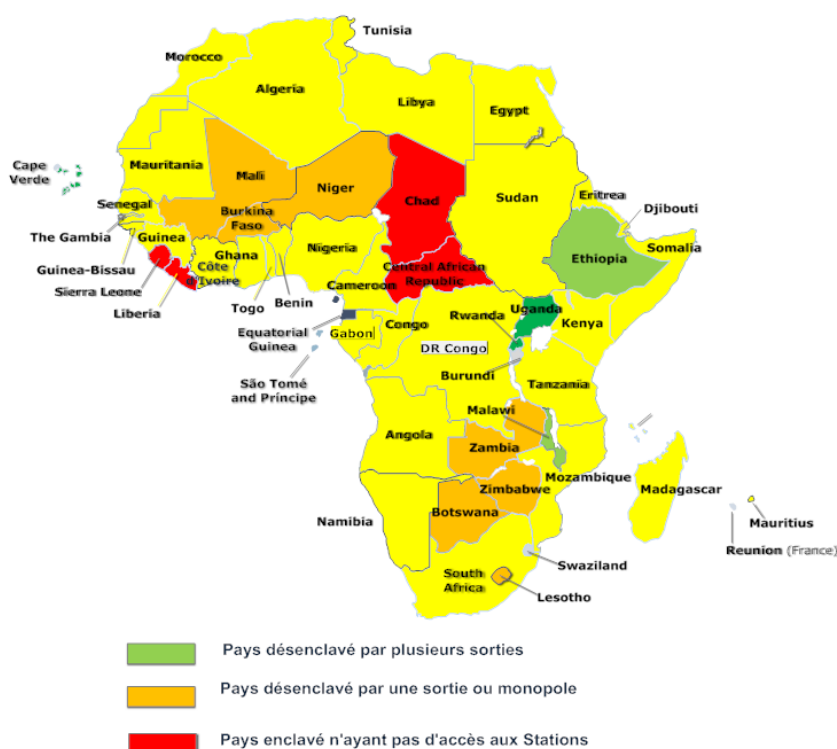 Tunisia
Morocco
Algeria
Libya
Egypt
Cape
Verde
Mauritania
Mali
Niger
Chad
Sudan
Eritrea
Djibouti
Senegal
The Gambia
Burkina
Faso
Guinea
Guinea-Bissau
Sierra Leone
Liberia
Côte
d'Ivoire
Ghana
Togo
Benin
Nigeria
Cameroon
Central African
Republic
Ethiopia
Somalia
Equatorial
Guinea
Gabon
Congo
DR Congo
Rwanda
Uganda
Kenya
Burundi
São Tomé
and Príncipe
Tanzania
Malawi
Angola
Zambia
Mozambique
Zimbabwe
Madagascar
Mauritius
Reunion (France)
Namibia
Botswana
Swaziland
South
Africa
Lesotho
Pays désenclavé par plusieurs sorties
Pays désenclavé par une sortie ou monopole
Pays enclavé n'ayant pas d'accès aux Stations